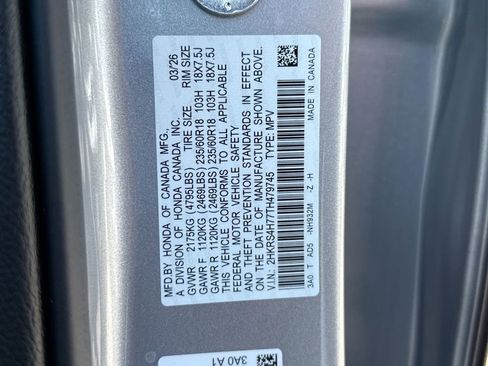 MFD.BY HONDA OF CANADA MFG. 03/26
A DIVISION OF HONDA CANADA INC.
TIRE SIZE RIM SIZE
GVWR 2175KG (4795LBS)
GAWR F 1120KG (2469LBS) 235/60R18 103H 18X7.5J
GAWR R 1120KG (2469LBS) 235/60R18 103H 18X7.5J
THIS VEHICLE CONFORMS TO ALL APPLICABLE
FEDERAL MOTOR VEHICLE SAFETY
AND THEFT PREVENTION STANDARDS IN EFFECT
ON THE DATE OF MANUFACTURE SHOWN ABOVE.
V.I.N.: 2HKRS4H77TH479745 TYPE: MPV
3A0 T AD5 -NH932M -Z -H MADE IN CANADA
3A0 A1